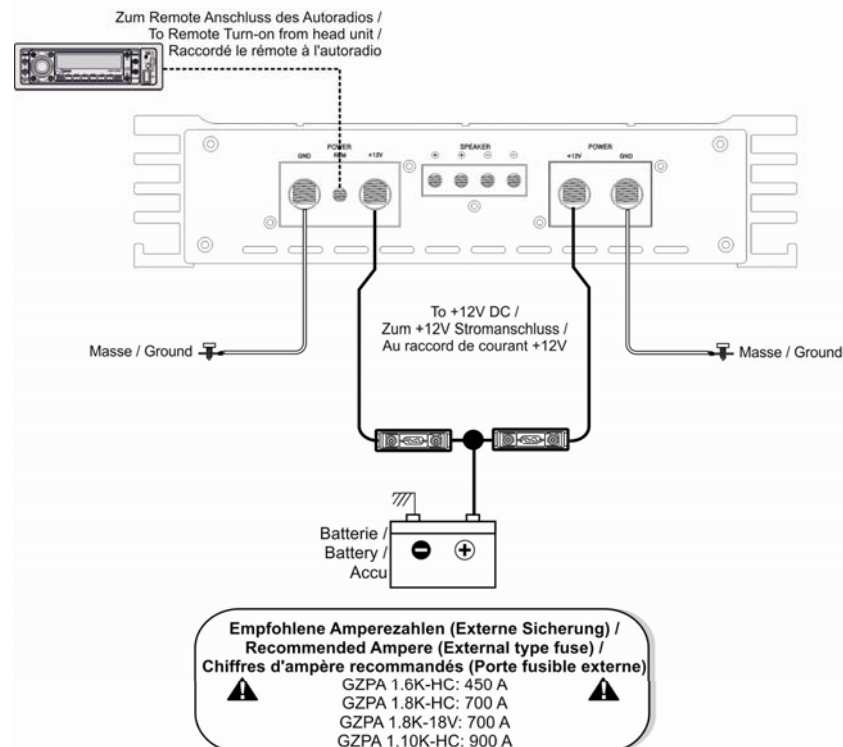 Zum Remote Anschluss des Autoradios /
To Remote Turn-on from head unit /
Raccordé le rémote à l'autoradio
POWER
GND REM +12V
SPEAKER
POWER
+12V GND
To +12V DC /
Zum +12V Stromanschluss /
Au raccord de courant +12V
Masse / Ground
Masse / Ground
Batterie /
Battery /
Accu
Empfohlene Amperezahlen (Externe Sicherung) /
Recommended Ampere (External type fuse) /
Chiffres d'ampère recommandés (Porte fusible externe)
GZPA 1.6K-HC: 450 A
GZPA 1.8K-HC: 700 A
GZPA 1.8K-18V: 700 A
GZPA 1.10K-HC: 900 A